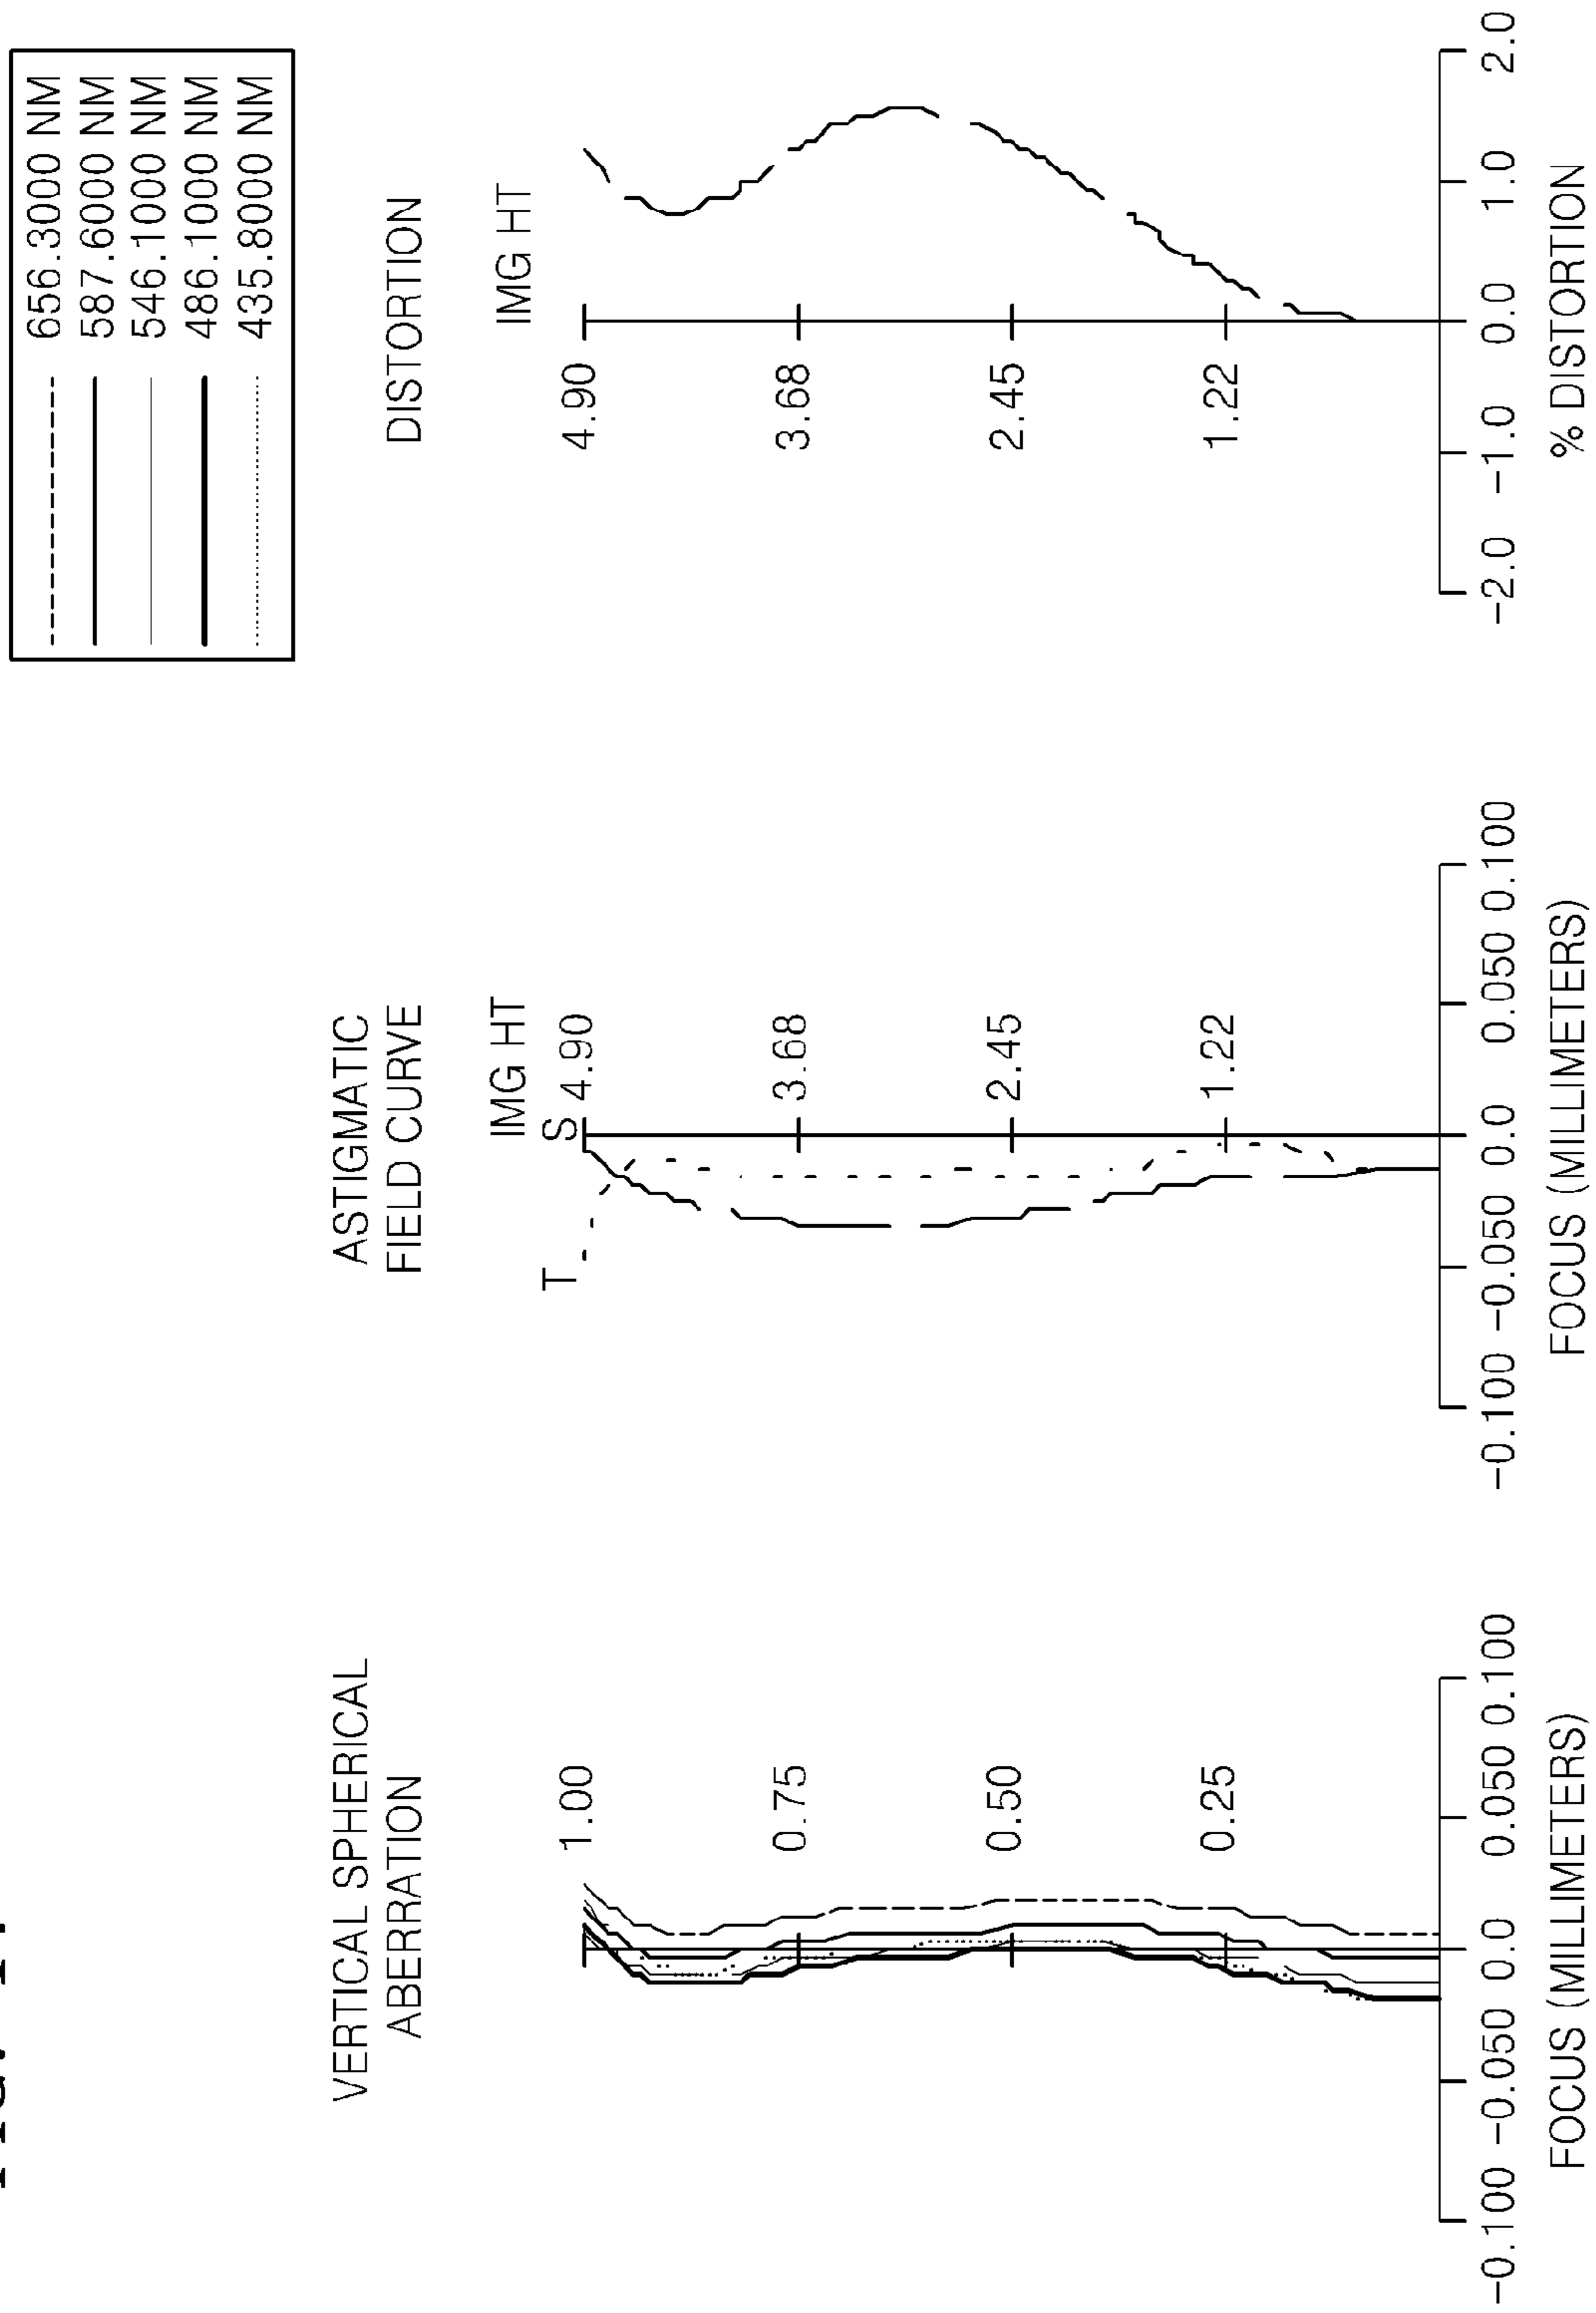 656.3000 NM
587.6000 NM
546.1000 NM
486.1000 NM
435.8000 NM
VERTICAL SPHERICAL
ABERRATION
1.00
0.75
0.50
0.25
-0.100 -0.050 0.0 0.050 0.100
FOCUS (MILLIMETERS)
ASTIGMATIC
FIELD CURVE
IMG HT
T S 4.90
3.68
2.45
1.22
-0.100 -0.050 0.0 0.050 0.100
FOCUS (MILLIMETERS)
DISTORTION
IMG HT
4.90
3.68
2.45
1.22
-2.0 -1.0 0.0 1.0 2.0
% DISTORTION